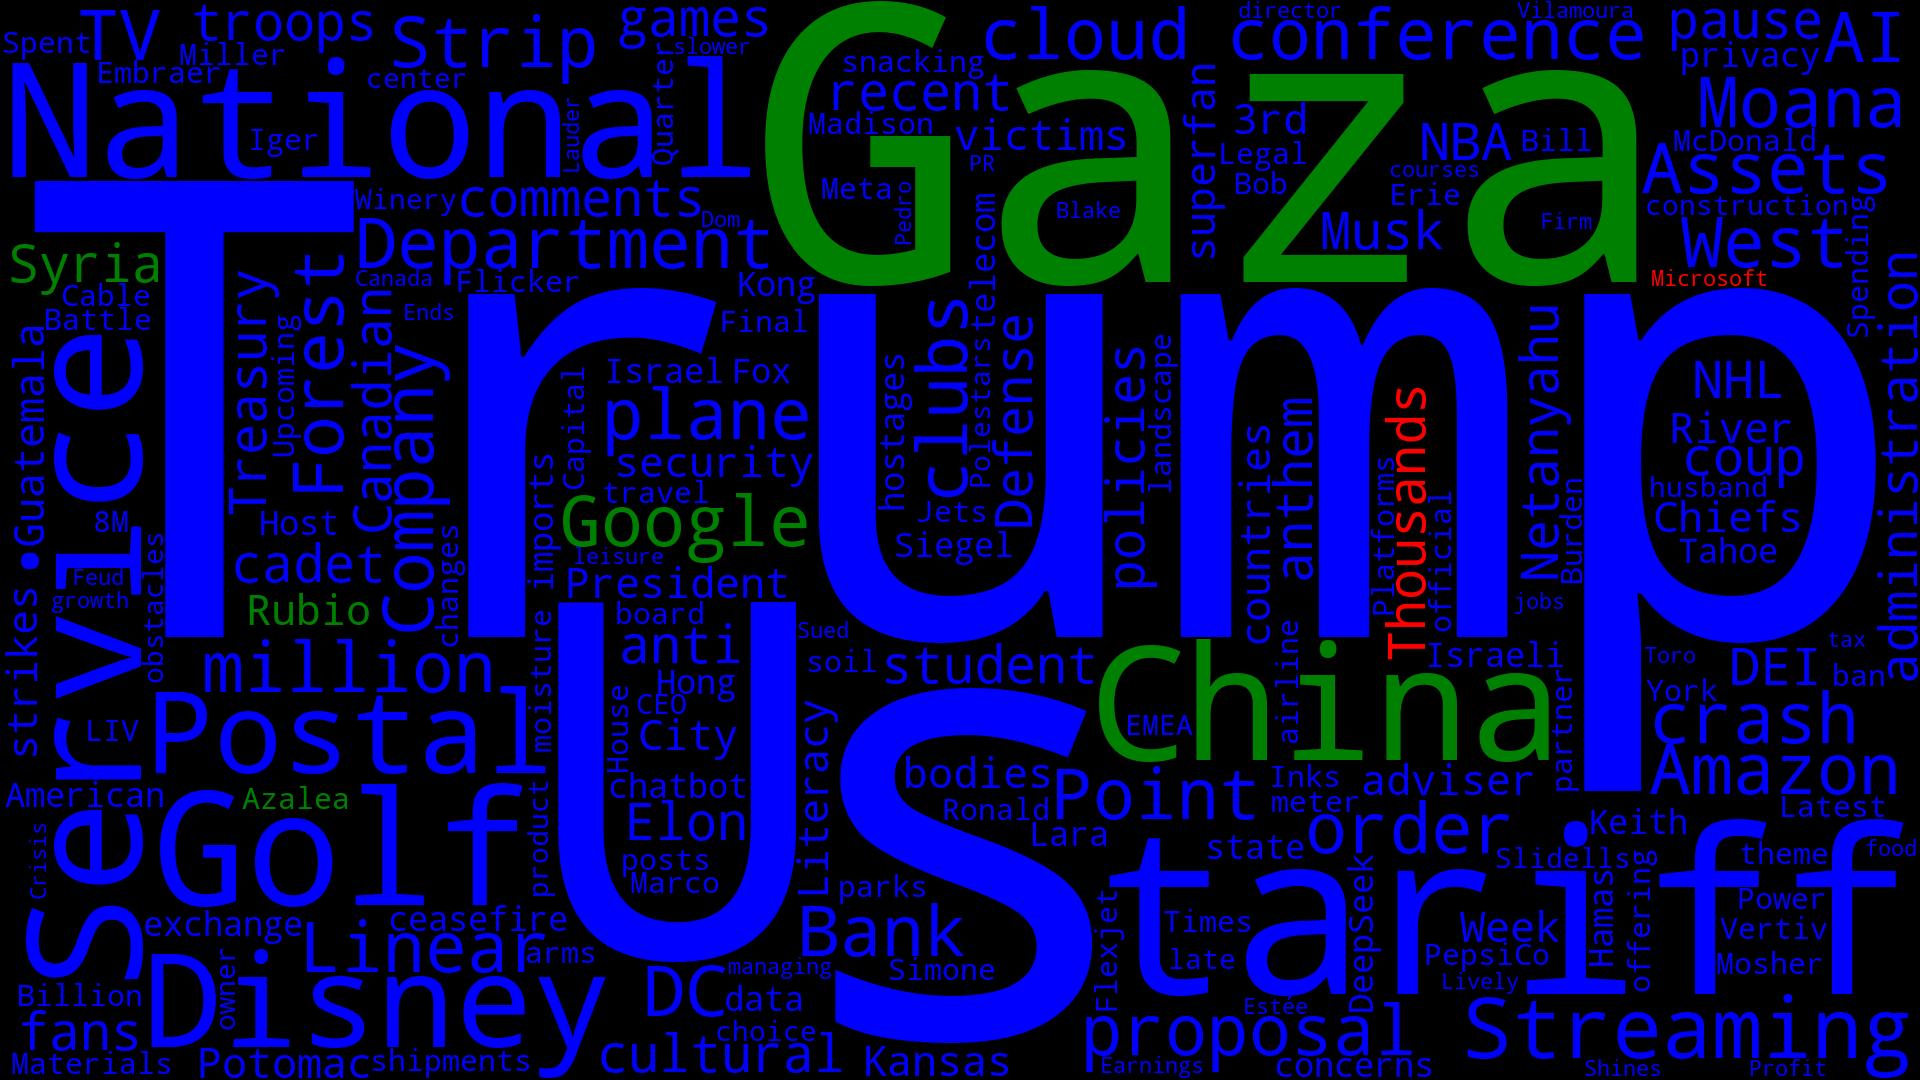 Spent
TV
Miller
troops
Strip
games
slower
cloud
director
conference
Vilamoura
pause
privacy
AI
Embraer
center
National
Iger
Lauder
Quarter
Gaza
snacking
recent
Madison
victims
PR
Meta
Pedro
Blake
superfan
3rd
Legal
Bob
NBA
Bill
courses
Erie
Musk
Firm
Moana
McDonald
Assets
construction
West
Microsoft
Spending
Winery
comments
Dom
Department
Canada
Flicker
Kong
Ends
Final
telecom
Syria
Cable
Battle
Trump
Guatemala
Service
Treasury
Upcoming
Forest
Canadian
Company
Israel
Fox
Capital
plane
security
travel
Google
leisure
President
hostages
clubs
Polestars
Defense
Jets
Siegel
policies
landscape
countries
anthem
Platforms
Thousands
official
Netanyahu
Burden
jobs
NHL
River
coup
husband
Chiefs
Tahoe
administration
8M
Host
cadet
Rubio
Feud
growth
obstacles
changes
imports
strikes
million
moisture
board
anti
Hong
CEO
House
City
US
Sued
soil
student
China
EMEA
airline
Israeli
partner
Toro
York
DEI
tax
ban
crash
Amazon
LIV
Postal
American
Azalea
Golf
Crisis
product
chatbot
Elon
posts
Marco
Literacy
bodies
Ronald
Point
Lara
Inks
meter
adviser
order
state
Keith
Latest
Slidells
theme
food
tariff
exchange
ceasefire
Linear
arms
parks
Bank
Simone
Flexjet
Times
late
DeepSeek
Week
PepsiCo
Lively
Hamas
offering
Power
Vertiv
Mosher
Billion
fans
Materials
Disney
owner
Potomac
shipments
DC
managing
data
choice
cultural
Kansas
Estée
proposal
Earnings
concerns
Streaming
Shines
Profit